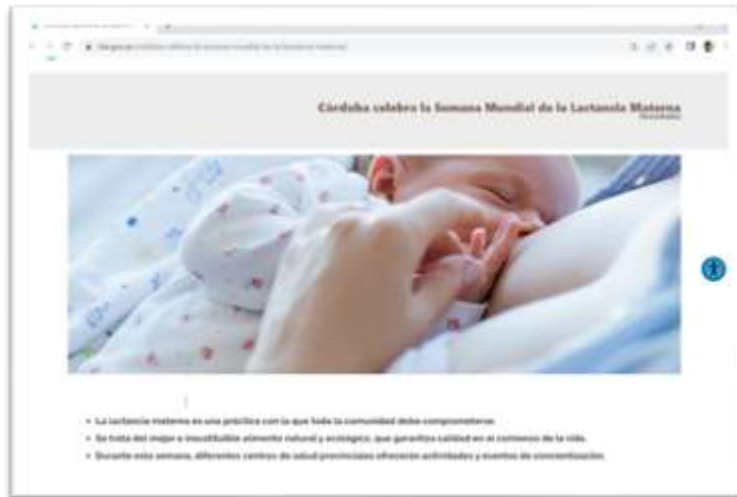 Córdoba celebra la Semana Mundial de la Lactancia Materna
Novedades
• La lactancia materna es una práctica con la que toda la comunidad debe comprometerse.
• Se trata del mejor e insustituible alimento natural y ecológico, que garantiza calidad en el comienzo de la vida.
• Durante esta semana, diferentes centros de salud provinciales ofrecerán actividades y eventos de concientización.